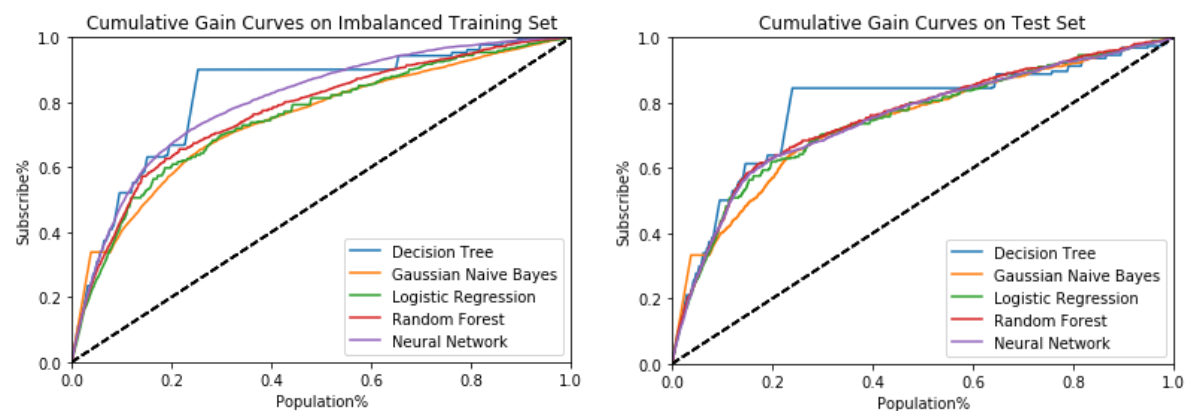 Cumulative Gain Curves on Imbalanced Training Set
1.0
0.8
0.6
0.4
0.2
0.0
Subscribe%
Decision Tree
Gaussian Naive Bayes
Logistic Regression
Random Forest
Neural Network
0.0 0.2 0.4 0.6 0.8 1.0
Population%
Cumulative Gain Curves on Test Set
1.0
0.8
0.6
0.4
0.2
0.0
Subscribe%
Decision Tree
Gaussian Naive Bayes
Logistic Regression
Random Forest
Neural Network
0.0 0.2 0.4 0.6 0.8 1.0
Population%